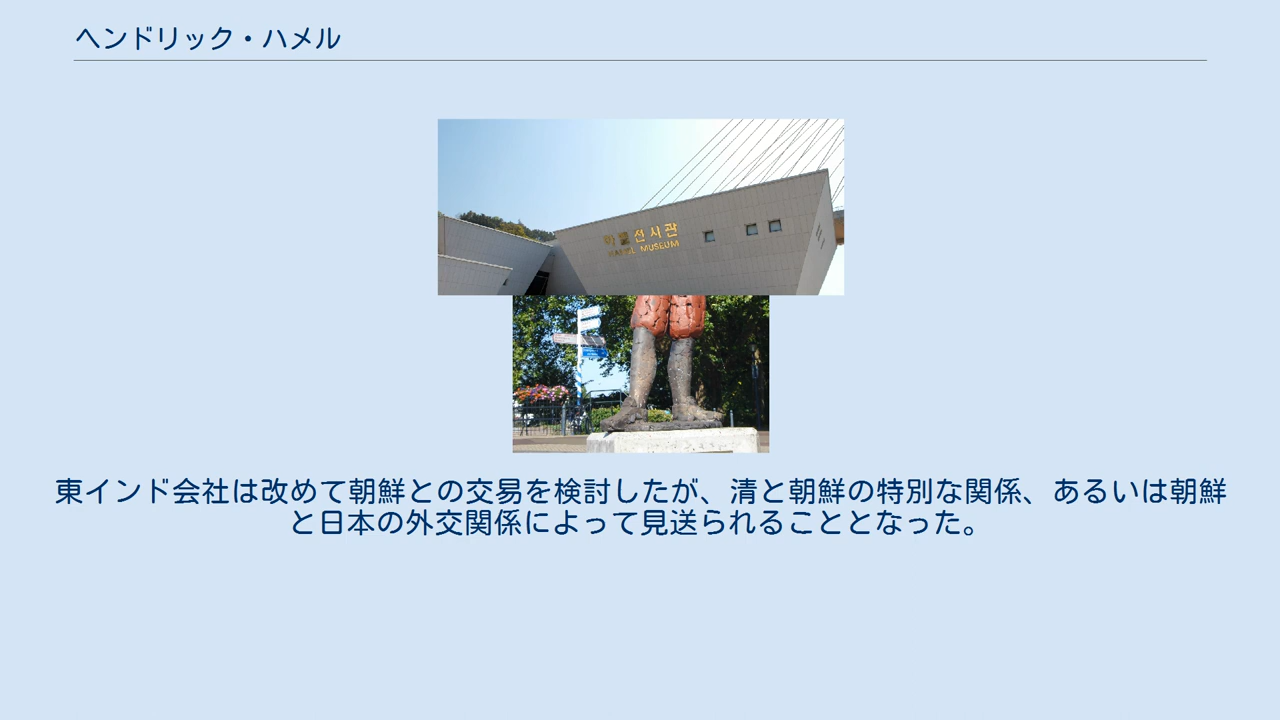 ヘンドリック・ハメル
하멜전시관
HAMEL MUSEUM
東インド会社は改めて朝鮮との交易を検討したが、清と朝鮮の特別な関係、あるいは朝鮮
と日本の外交関係によって見送られることとなった。